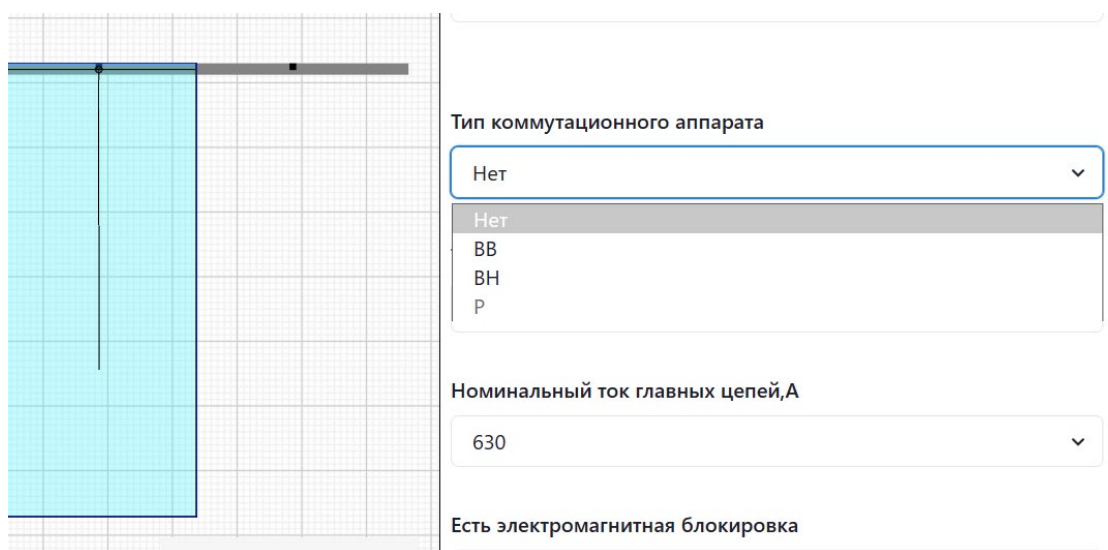 Тип коммутационного аппарата
Нет
Нет
ВВ
ВН
Р
Номинальный ток главных цепей,А
630
Есть электромагнитная блокировка